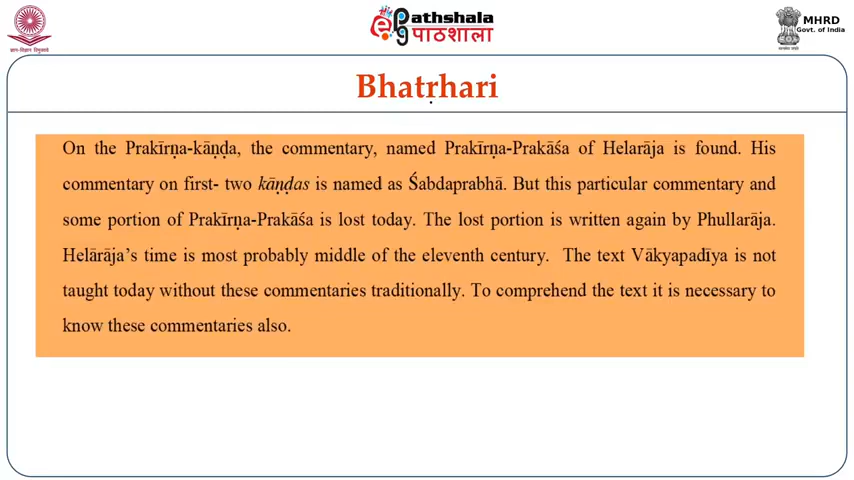 ज्ञान-विज्ञान विमुक्तये
ePathshala
पाठशाला
MHRD
Govt. of India
Bhatṛhari
On the Prakīrṇa-kāṇḍa, the commentary, named Prakīrṇa-Prakāśa of Helarāja is found. His
commentary on first- two kāṇḍas is named as Śabdaprabhā. But this particular commentary and
some portion of Prakīrṇa-Prakāśa is lost today. The lost portion is written again by Phullarāja.
Helārāja's time is most probably middle of the eleventh century. The text Vākyapadīya is not
taught today without these commentaries traditionally. To comprehend the text it is necessary to
know these commentaries also.